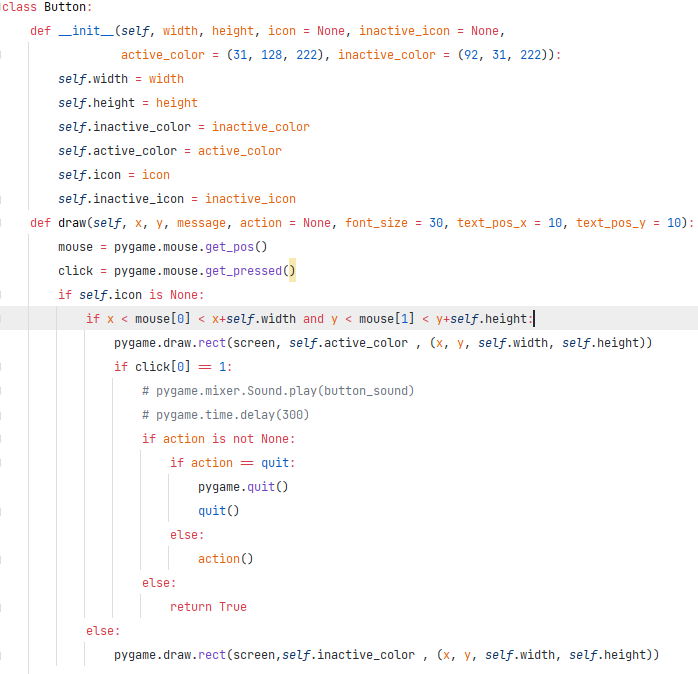 class Button:
    def __init__(self, width, height, icon = None, inactive_icon = None,
                 active_color = (31, 128, 222), inactive_color = (92, 31, 222)):
        self.width = width
        self.height = height
        self.inactive_color = inactive_color
        self.active_color = active_color
        self.icon = icon
        self.inactive_icon = inactive_icon
    def draw(self, x, y, message, action = None, font_size = 30, text_pos_x = 10, text_pos_y = 10):
        mouse = pygame.mouse.get_pos()
        click = pygame.mouse.get_pressed()
        if self.icon is None:
            if x < mouse[0] < x+self.width and y < mouse[1] < y+self.height:
                pygame.draw.rect(screen, self.active_color , (x, y, self.width, self.height))
                if click[0] == 1:
                    # pygame.mixer.Sound.play(button_sound)
                    # pygame.time.delay(300)
                    if action is not None:
                        if action == quit:
                            pygame.quit()
                            quit()
                        else:
                            action()
                    else:
                        return True
            else:
                pygame.draw.rect(screen,self.inactive_color , (x, y, self.width, self.height))